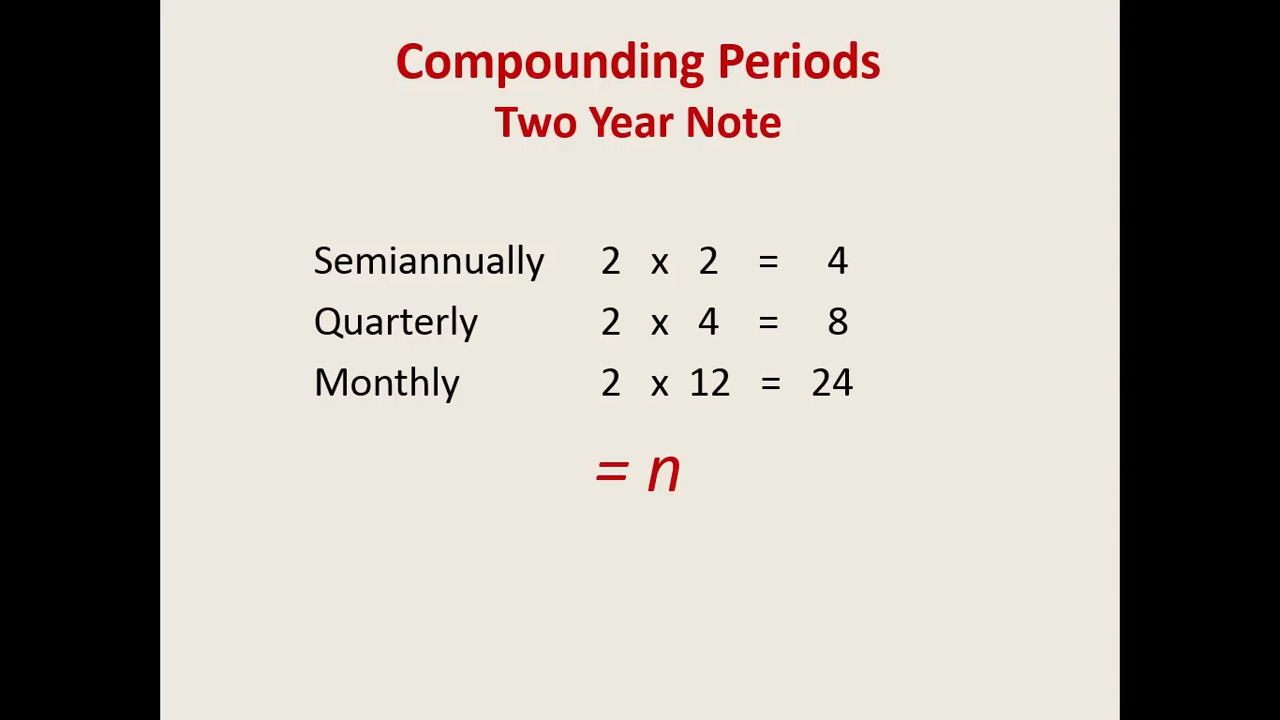 Compounding Periods
Two Year Note
Semiannually 2 x 2 = 4
Quarterly 2 x 4 = 8
Monthly 2 x 12 = 24
= n